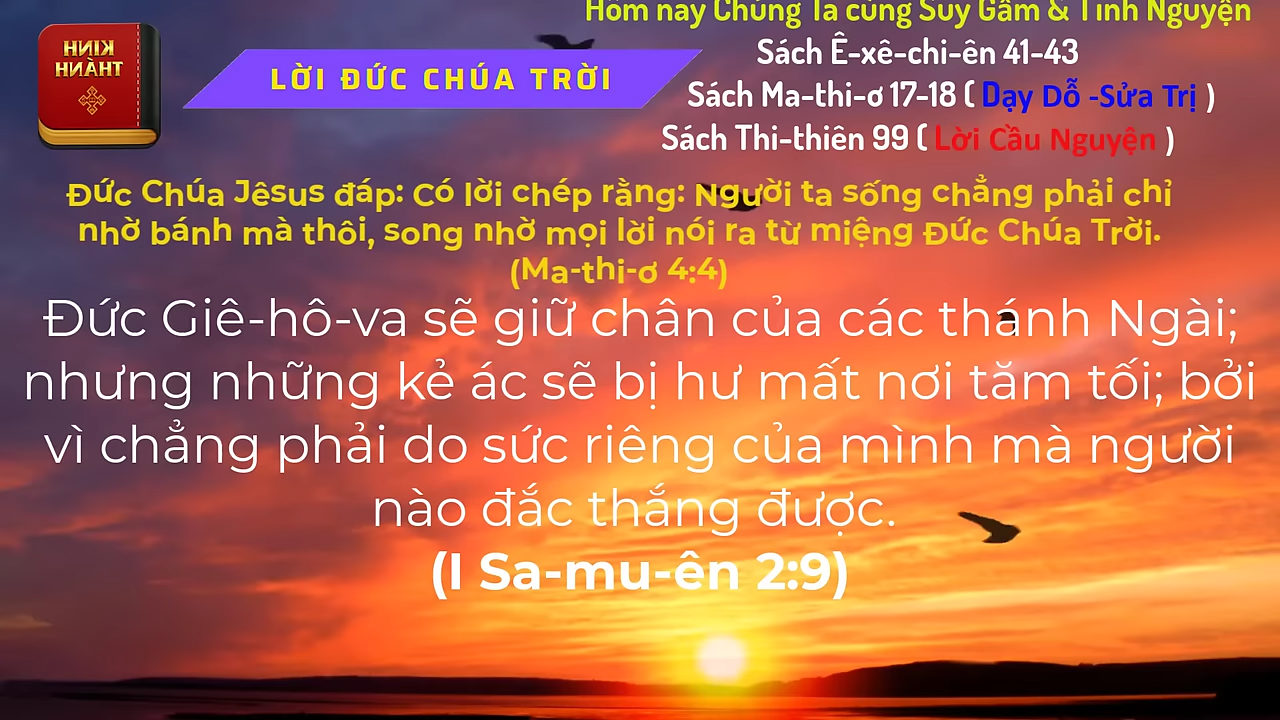 KINH
THÀNH
LỜI ĐỨC CHÚA TRỜI
Hôm nay Chúng Ta cùng Suy Gẫm & Tĩnh Nguyện
Sách Ê-xê-chi-ên 41-43
Sách Ma-thi-ơ 17-18 ( Dạy Dỗ -Sửa Trị )
Sách Thi-thiên 99 ( Lời Cầu Nguyện )
Đức Chúa Jêsus đáp: Có lời chép rằng: Người ta sống chẳng phải chỉ
nhờ bánh mà thôi, song nhờ mọi lời nói ra từ miệng Đức Chúa Trời.
(Ma-thi-ơ 4:4)
Đức Giê-hô-va sẽ giữ chân của các thánh Ngài;
nhưng những kẻ ác sẽ bị hư mất nơi tăm tối; bởi
vì chẳng phải do sức riêng của mình mà người
nào đắc thắng được.
(I Sa-mu-ên 2:9)